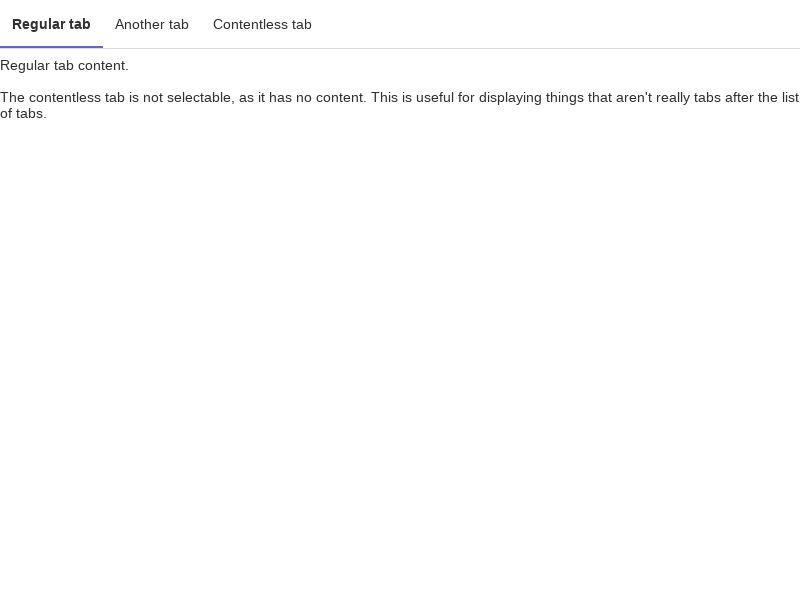 Regular tab
Another tab
Contentless tab
Regular tab content.
The contentless tab is not selectable, as it has no content. This is useful for displaying things that aren't really tabs after the list
of tabs.